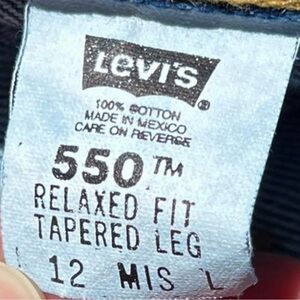 Levi's ®
100% COTTON
MADE IN MEXICO
CARE ON REVERSE
550™
RELAXED FIT
TAPERED LEG
12 MIS L